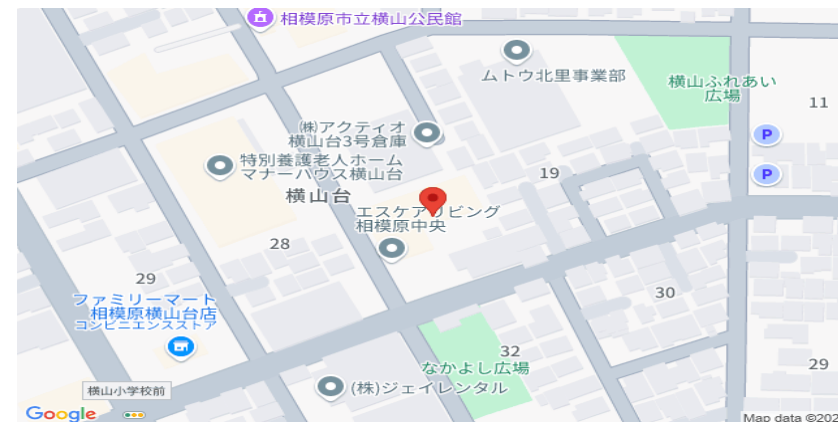 相模原市立横山公民館
ムトウ北里事業部
横山ふれあい
広場
11
(株)アクティオ
横山台3号倉庫
P
特別養護老人ホーム
マナーハウス横山台
19
P
横山台
エスケアリビング
相模原中央
28
29
30
ファミリーマート
相模原横山台店
コンビニエンスストア
32
なかよし広場
29
横山小学校前
(株)ジェイレンタル
Google
Map data ©202